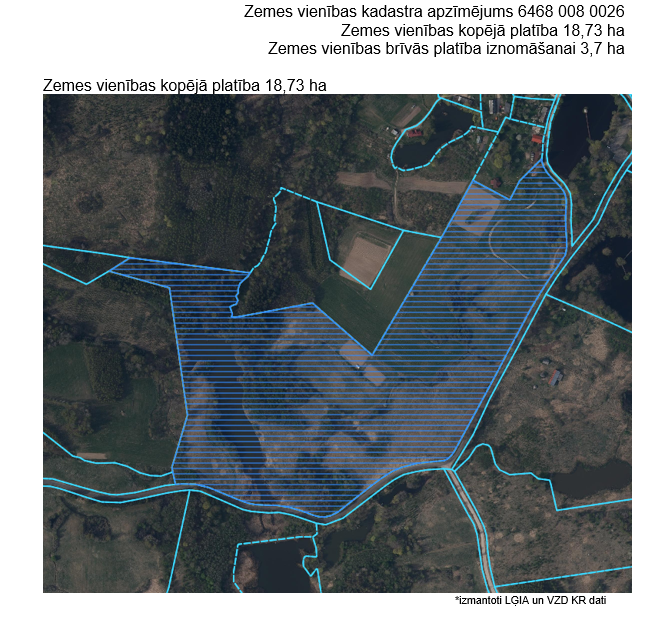 Zemes vienības kadastra apzīmējums 6468 008 0026
Zemes vienības kopējā platība 18,73 ha
Zemes vienības brīvās platība iznomāšanai 3,7 ha
Zemes vienības kopējā platība 18,73 ha
*izmantoti LĢIA un VZD KR dati